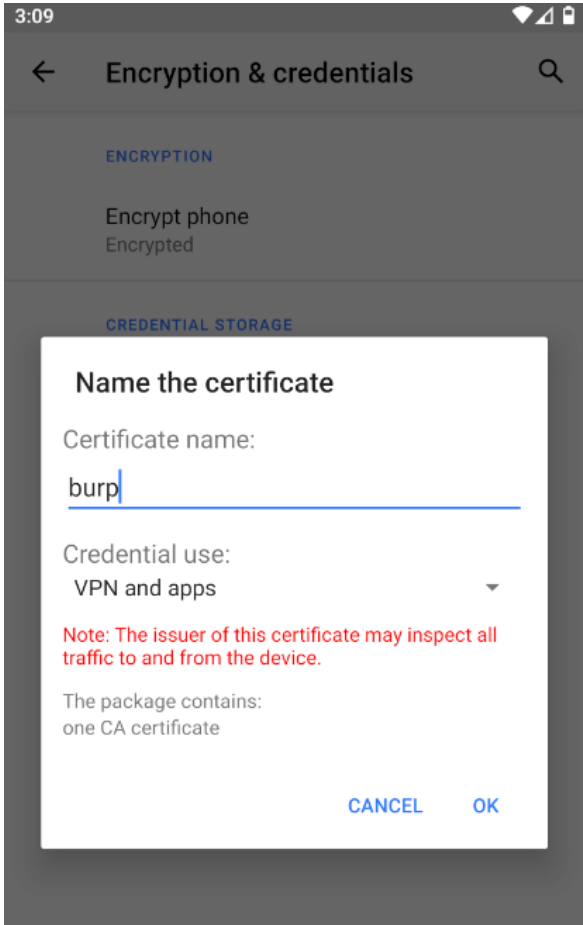 3:09
Encryption & credentials
ENCRYPTION
Encrypt phone
Encrypted
CREDENTIAL STORAGE
Name the certificate
Certificate name:
burp
Credential use:
VPN and apps
Note: The issuer of this certificate may inspect all
traffic to and from the device.
The package contains:
one CA certificate
CANCEL OK